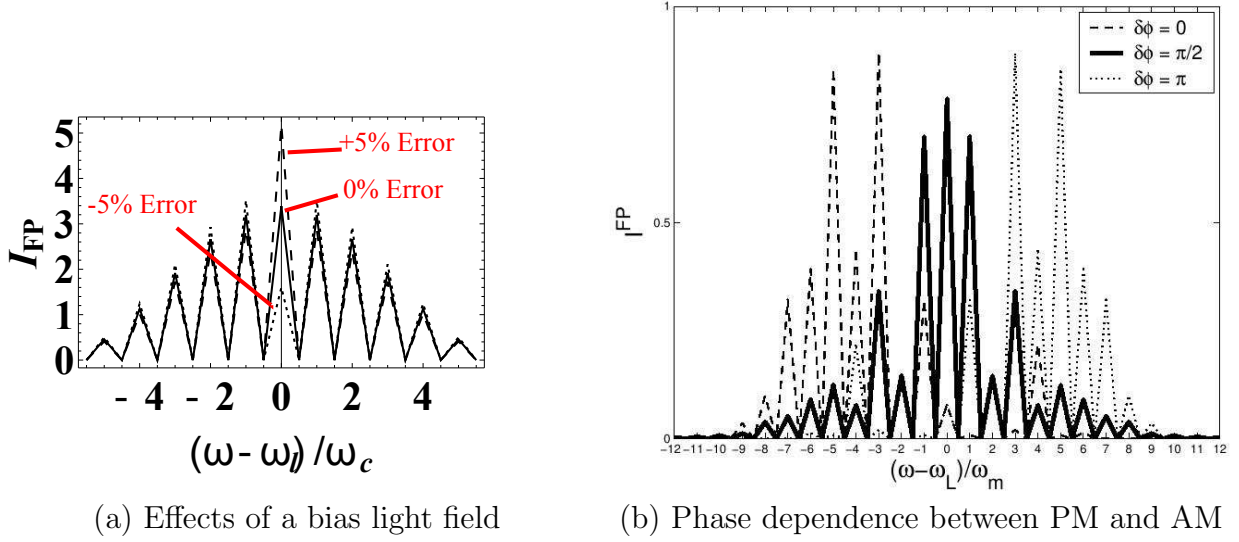 5
4
3
2
1
0
I_FP
+5% Error
0% Error
-5% Error
- 4 - 2 0 2 4
(ω - ω_l) /ω_c
(a) Effects of a bias light field
1
0.5
0
I^FP
δϕ = 0
δϕ = π/2
δϕ = π
-12 -11 -10 -9 -8 -7 -6 -5 -4 -3 -2 -1 0 1 2 3 4 5 6 7 8 9 10 11 12
(ω-ω_L)/ω_m
(b) Phase dependence between PM and AM